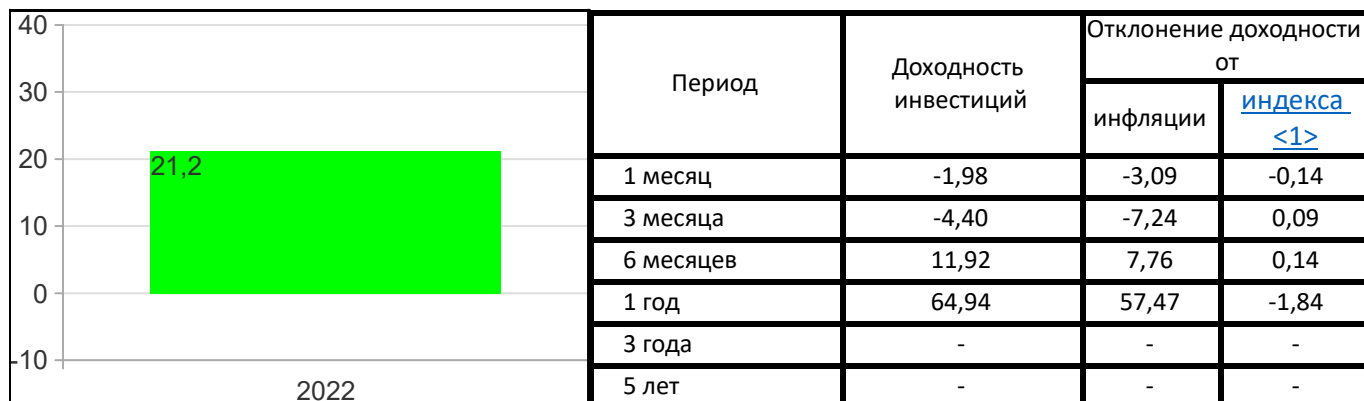 40
30
20
10
0
-10
21,2
2022
Период
Доходность
инвестиций
Отклонение доходности
от
инфляции
индекса
<1>
1 месяц -1,98 -3,09 -0,14
3 месяца -4,40 -7,24 0,09
6 месяцев 11,92 7,76 0,14
1 год 64,94 57,47 -1,84
3 года - - -
5 лет - - -